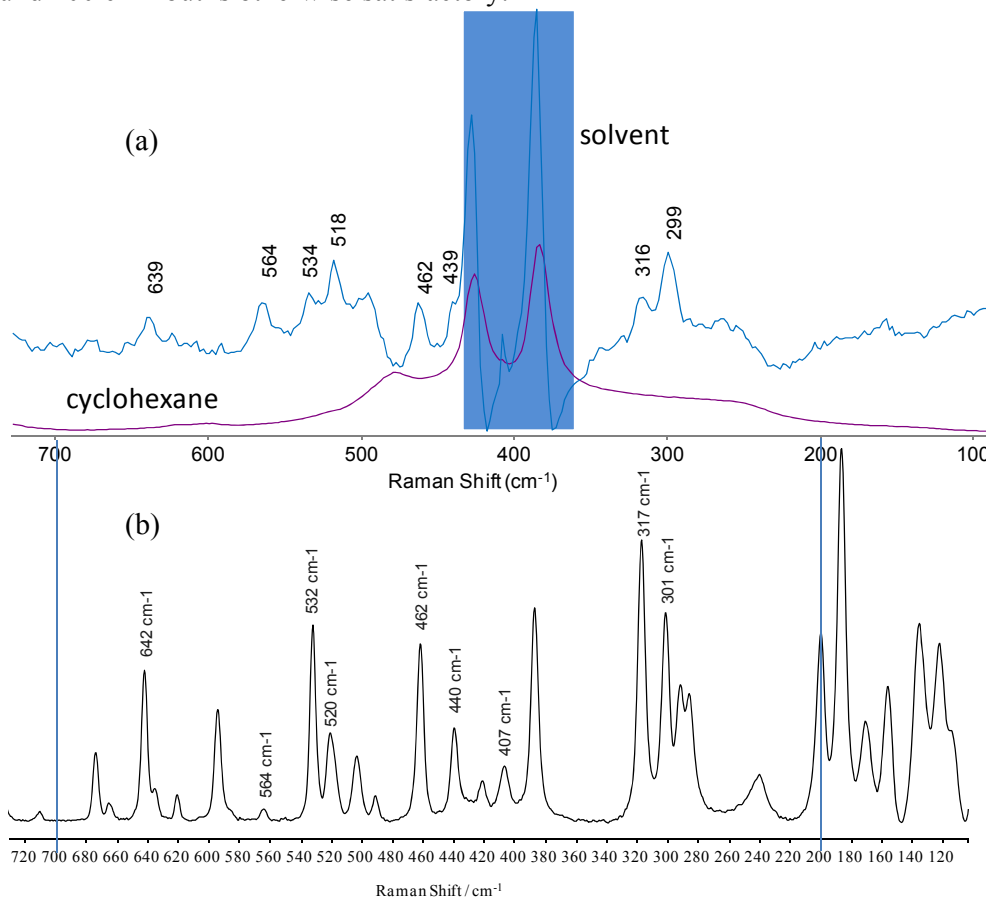 (a)
solvent
639
564
534
518
462
439
316
299
cyclohexane
700
600
500
400
300
200
100
Raman Shift (cm-1)
(b)
642 cm-1
564 cm-1
532 cm-1
520 cm-1
462 cm-1
440 cm-1
407 cm-1
317 cm-1
301 cm-1
720 700 680 660 640 620 600 580 560 540 520 500 480 460 440 420 400 380 360 340 320 300 280 260 240 220 200 180 160 140 120
Raman Shift / cm-1